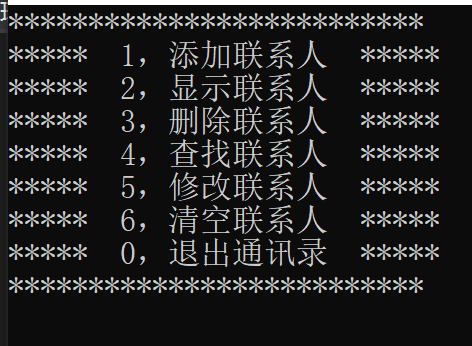 **************************
*****  1，添加联系人  *****
*****  2，显示联系人  *****
*****  3，删除联系人  *****
*****  4，查找联系人  *****
*****  5，修改联系人  *****
*****  6，清空联系人  *****
*****  0，退出通讯录  *****
**************************